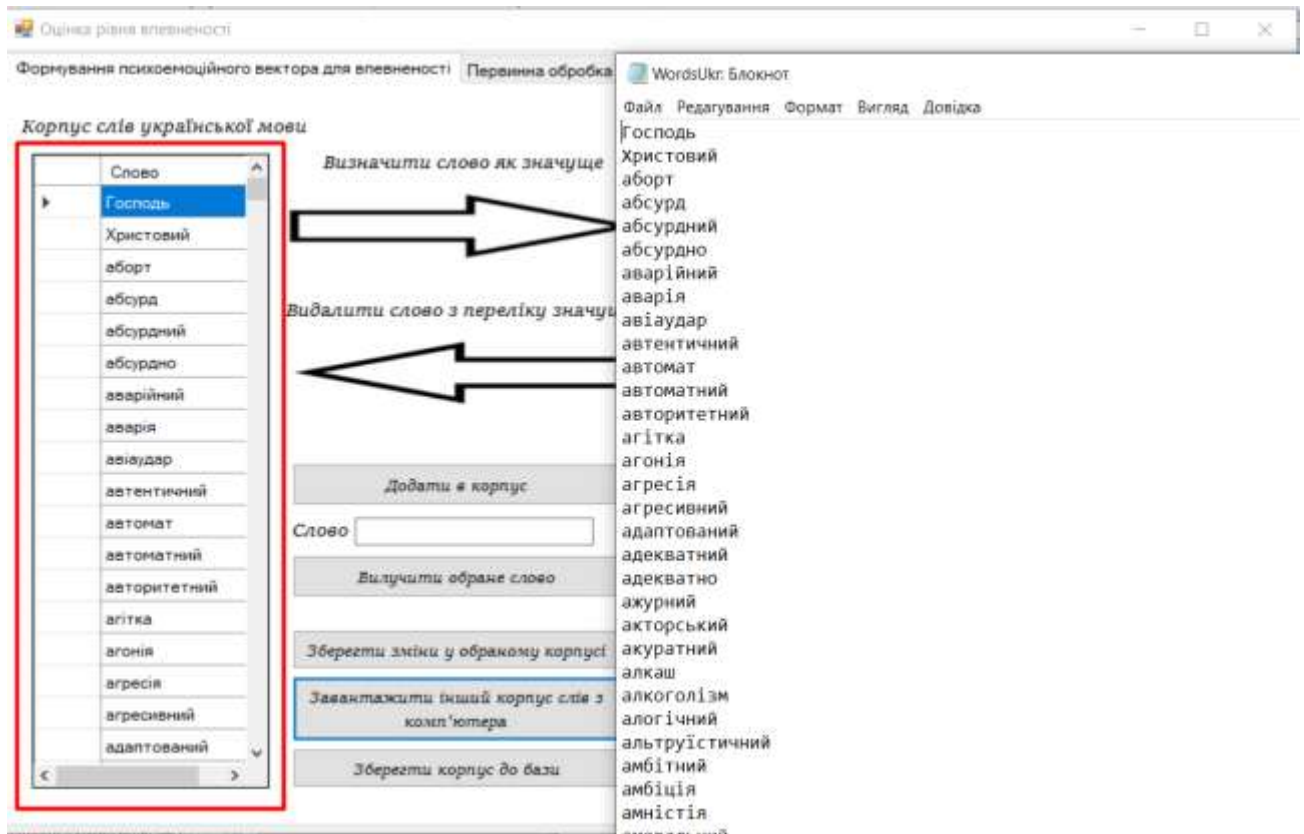 Оцінка рівня впевненості
Формування психоемоційного вектора для впевненості Первинна обробка
Корпус слів української мови
Слово
Господь
Христовий
аборт
абсурд
абсурдний
абсурдно
аварійний
аварія
авіаудар
автентичний
автомат
автоматний
авторитетний
агітка
агонія
агресія
агресивний
адаптований
Визначити слово як значуще
Видалити слово з переліку
Додати в корпус
Слово
Вилучити обране слово
Зберегти зміни у обраному корпусі
Завантажити інший корпус слів з
комп'ютера
Зберегти корпус до бази
WordsUkr: Блокнот
Файл Редагування Формат Вигляд Довідка
Господь
Христовий
аборт
абсурд
абсурдний
абсурдно
аварійний
аварія
авіаудар
автентичний
автомат
автоматний
авторитетний
агітка
агонія
агресія
агресивний
адаптований
адекватний
адекватно
ажурний
акторський
акуратний
алкаш
алкоголізм
алогічний
альтруїстичний
амбітний
амбіція
амністія